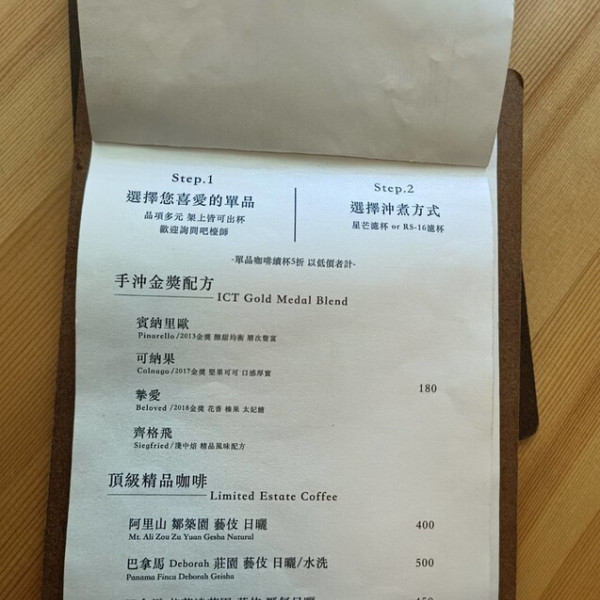 Step.1
選擇您喜愛的單品
品項多元 架上皆可出杯
歡迎詢問吧檯師
Step.2
選擇沖煮方式
星芒濾杯 or RS-16濾杯
-單品咖啡續杯5折 以低價者計-
手沖金獎配方
ICT Gold Medal Blend
賓納里歐
Pinarello/2013金獎 酸甜均衡 層次豐富
可納果
Colnago/2017金獎 堅果可可 口感厚實
180
摯愛
Beloved/2018金獎 花香 榛果 太妃糖
齊格飛
Siegfried/淺中焙 精品風味配方
頂級精品咖啡
Limited Estate Coffee
阿里山 鄒築園 藝伎 日曬 400
Mt. Ali Zou Zu Yuan Gesha Natural
巴拿馬 Deborah 莊園 藝伎 日曬/水洗 500
Panama Finca Deborah Geisha